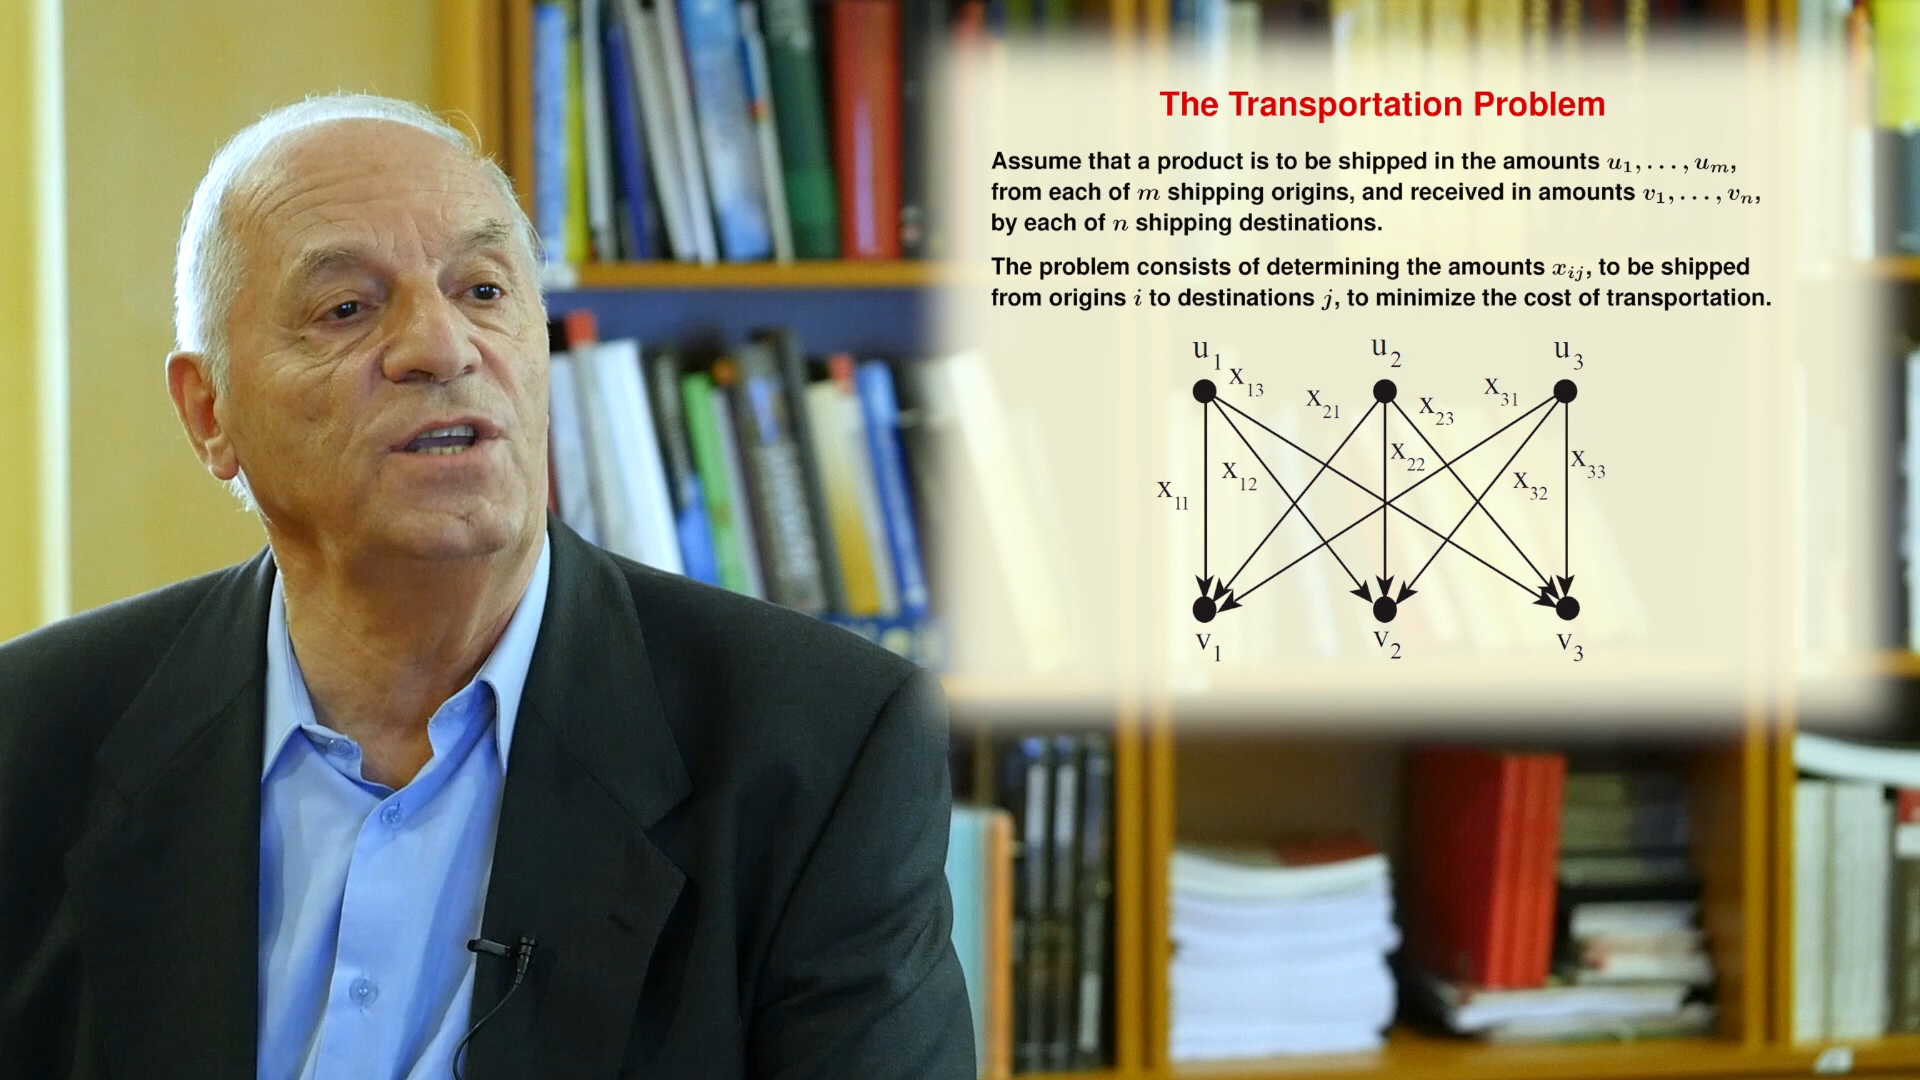 The Transportation Problem
Assume that a product is to be shipped in the amounts u₁, . . . , uₘ,
from each of m shipping origins, and received in amounts v₁, . . . , vₙ,
by each of n shipping destinations.
The problem consists of determining the amounts xᵢⱼ, to be shipped
from origins i to destinations j, to minimize the cost of transportation.
u₁ u₂ u₃
x₁₃ x₂₁ x₂₃ x₃₁
x₁₁ x₁₂ x₂₂ x₃₂ x₃₃
v₁ v₂ v₃